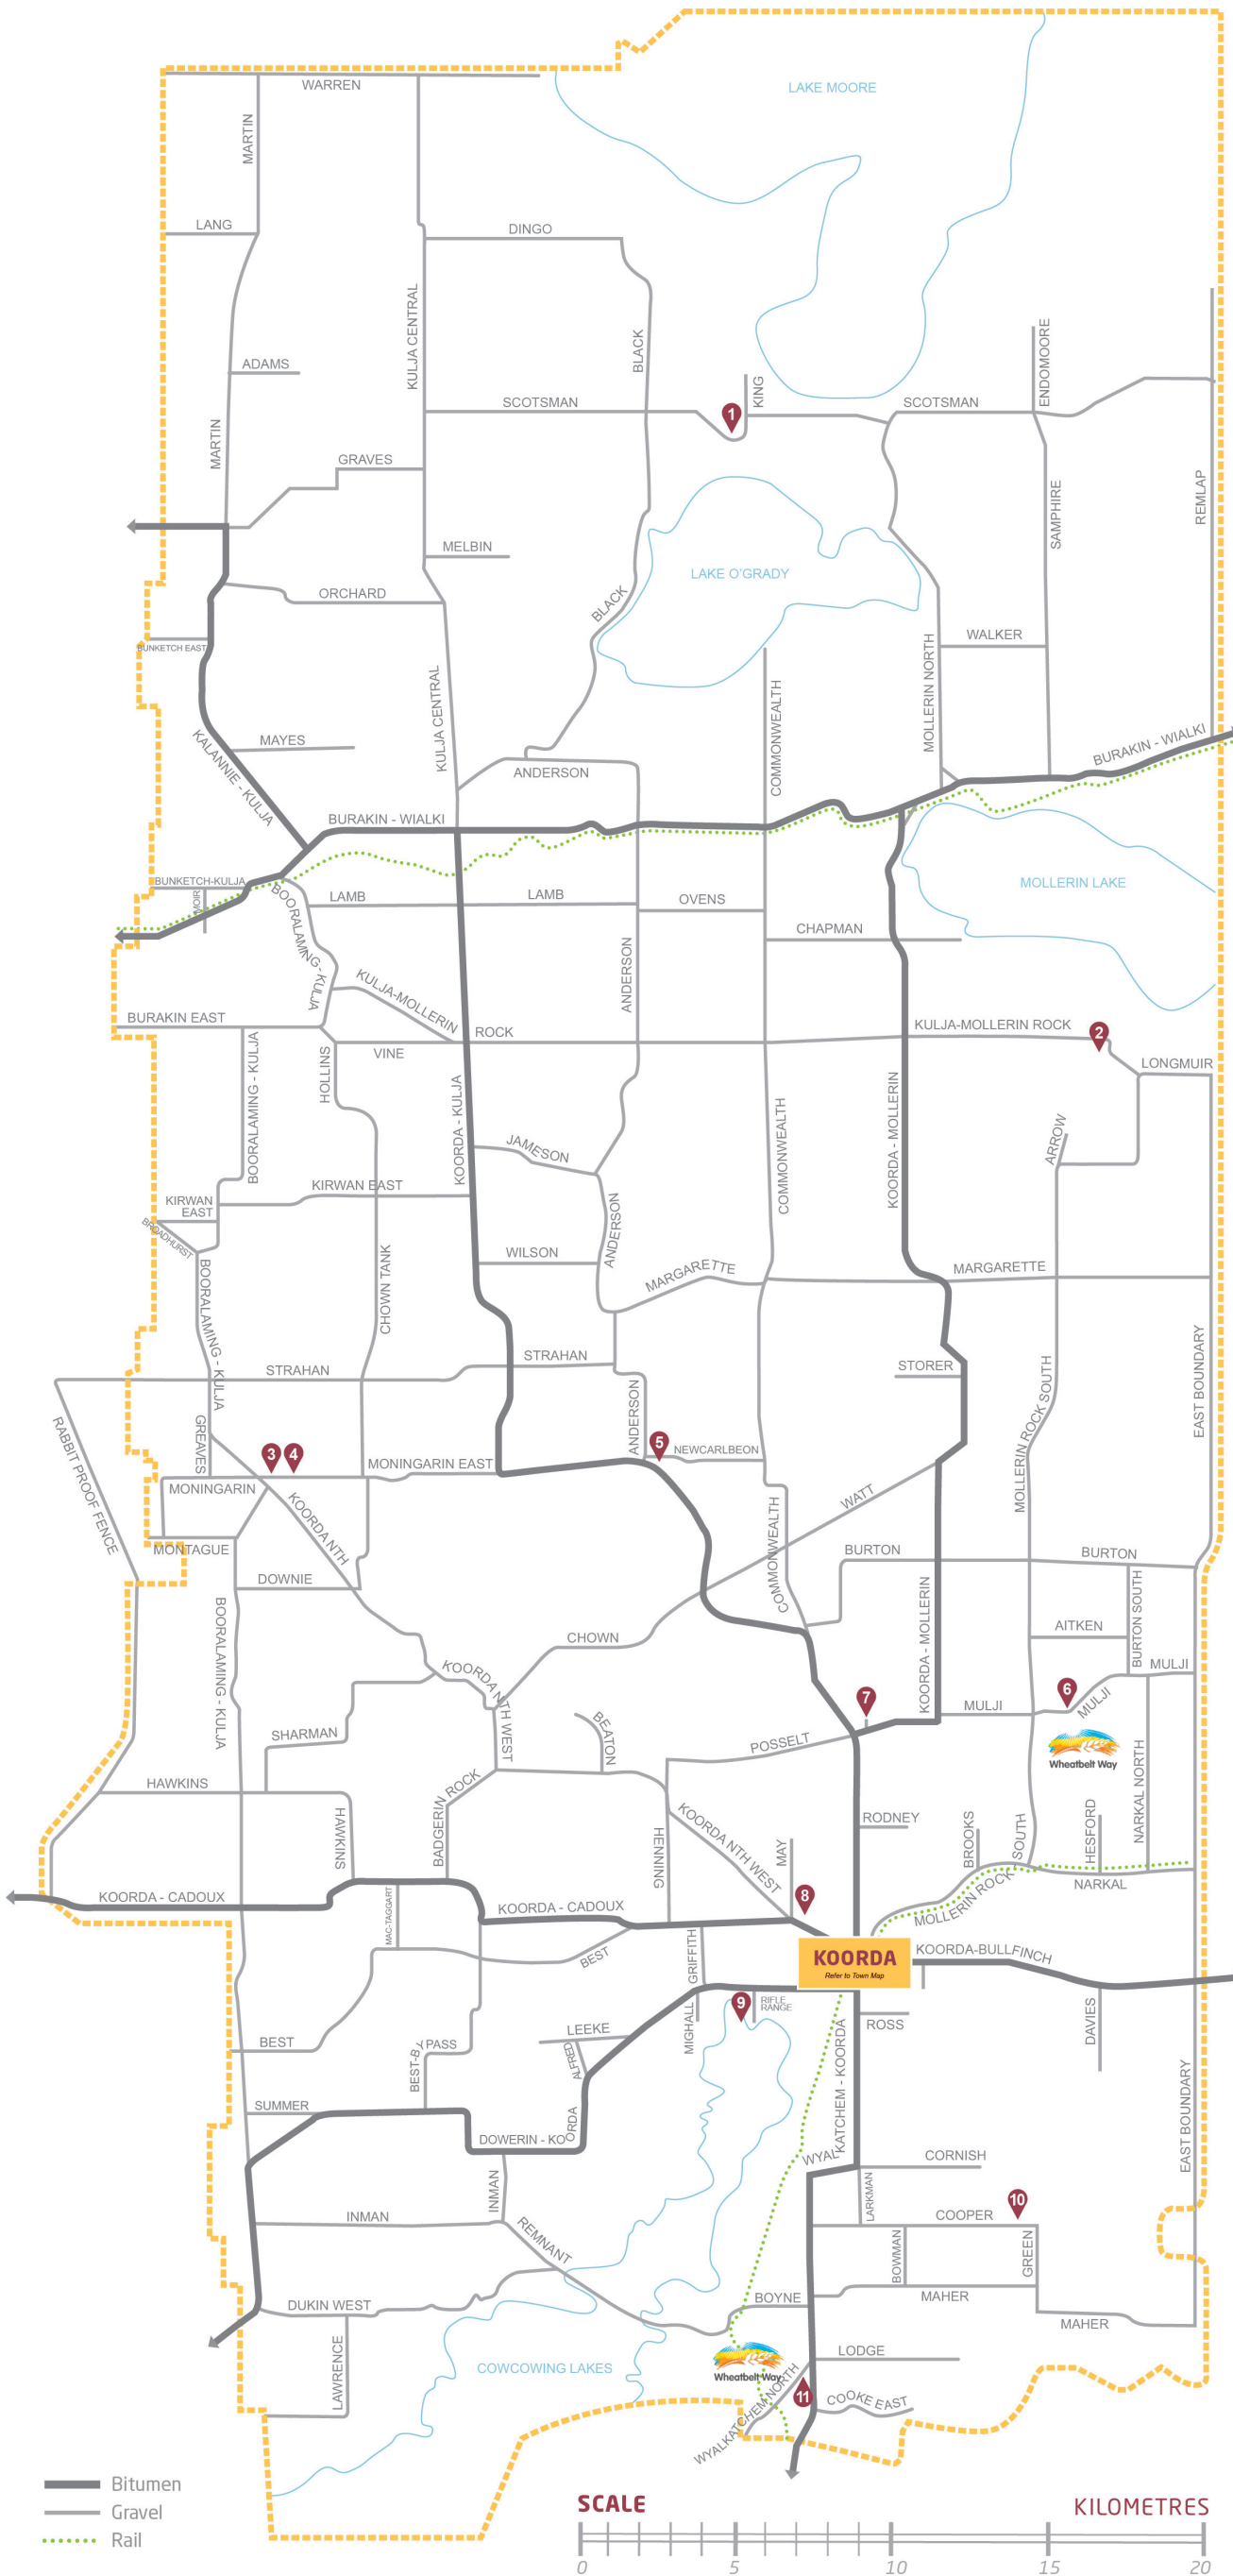 WARREN
LAKE MOORE
MARTIN
LANG
DINGO
KULJA CENTRAL
BLACK
ENDOMOORE
ADAMS
KING
SCOTSMAN
SCOTSMAN
1
MARTIN
GRAVES
REMLAP
SAMPHIRE
MELBIN
LAKE O'GRADY
ORCHARD
BLACK
WALKER
BUNKETCH EAST
MOLLERIN NORTH
KULJA CENTRAL
COMMONWEALTH
MAYES
BURAKIN - WIALKI
KALANNIE - KULJA
ANDERSON
BURAKIN - WIALKI
BUNKETCH-KULJA
MOIR
BOORALAMING - KULJA
LAMB
LAMB
OVENS
MOLLERIN LAKE
CHAPMAN
ANDERSON
KULJA-MOLLERIN
ROCK
KULJA-MOLLERIN ROCK
2
BURAKIN EAST
VINE
HOLLINS
BOORALAMING - KULJA
LONGMUIR
KOORDA - KULJA
JAMESON
COMMONWEALTH
KOORDA - MOLLERIN
ARROW
KIRWAN EAST
KIRWAN
EAST
BROADHURST
ANDERSON
WILSON
MARGARETTE
MARGARETTE
CHOWN TANK
BOORALAMING - KULJA
STRAHAN
STRAHAN
STORER
EAST BOUNDARY
MOLLERIN ROCK SOUTH
ANDERSON
RABBIT PROOF FENCE
GREAVES
3
4
5
NEWCARLBEON
MONINGARIN EAST
MONINGARIN
WATT
KOORDA NTH
MONTAGUE
COMMONWEALTH
BURTON
BURTON
DOWNIE
BURTON SOUTH
KOORDA - MOLLERIN
BOORALAMING - KULJA
AITKEN
CHOWN
MULJI
KOORDA NTH WEST
6
MULJI
7
MULJI
BEATON
SHARMAN
POSSELT
Wheatbelt Way
NARKAL NORTH
HAWKINS
BADGERIN ROCK
HAWKINS
KOORDA NTH WEST
HENNING
RODNEY
BROOKS
HESFORD
MAY
MOLLERIN ROCK SOUTH
NARKAL
KOORDA - CADOUX
KOORDA - CADOUX
8
MAC-TAGGART
BEST
GRIFFITH
KOORDA
Refer to Town Map
KOORDA-BULLFINCH
9
RIFLE
RANGE
MIGHALL
ROSS
DAVIES
LEEKE
ALFRED
BEST
BEST-BY PASS
EAST BOUNDARY
SUMMER
DOWERIN - KOORDA
WYALKATCHEM - KOORDA
CORNISH
LARKMAN
10
COOPER
INMAN
INMAN
REMNANT
BOWMAN
GREEN
BOYNE
MAHER
MAHER
DUKIN WEST
LAWRENCE
COWCOWING LAKES
Wheatbelt Way
LODGE
11
COOKE EAST
WYALKATCHEM NORTH
Bitumen
Gravel
Rail
SCALE
KILOMETRES
0 5 10 15 20